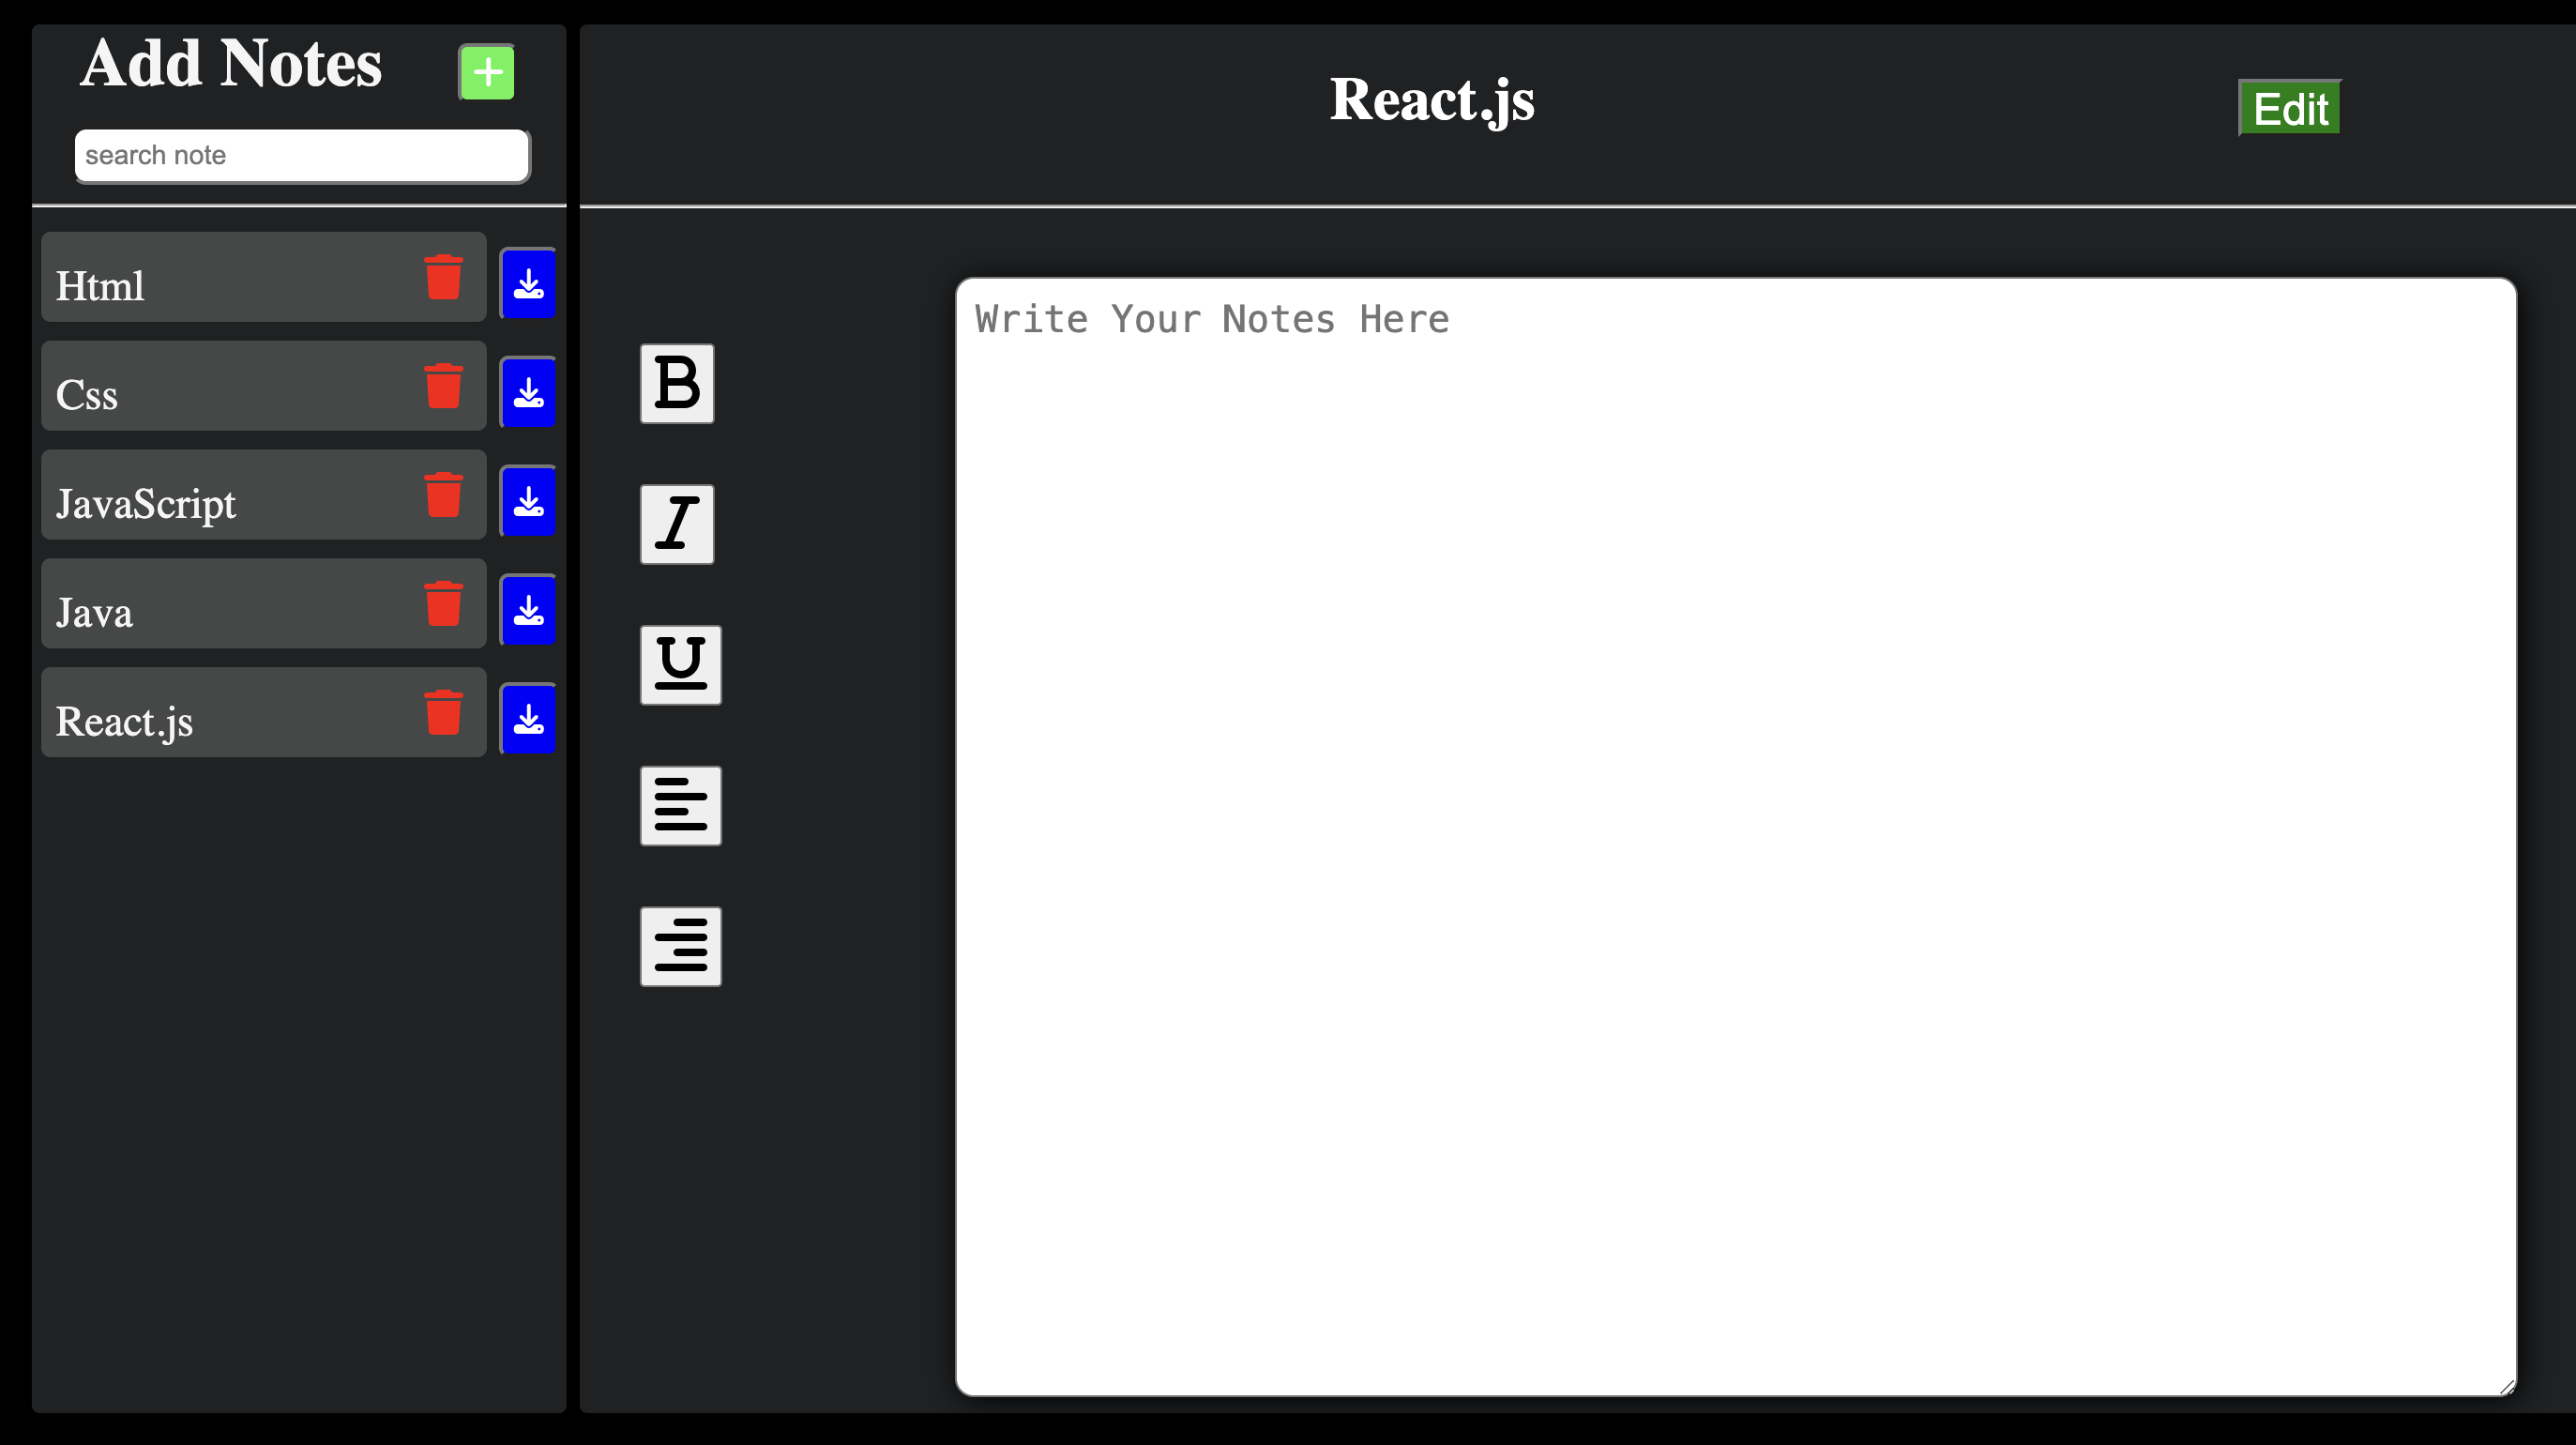 Add Notes
search note
Html
Css
JavaScript
Java
React.js
React.js
Edit
Write Your Notes Here
B
I
U